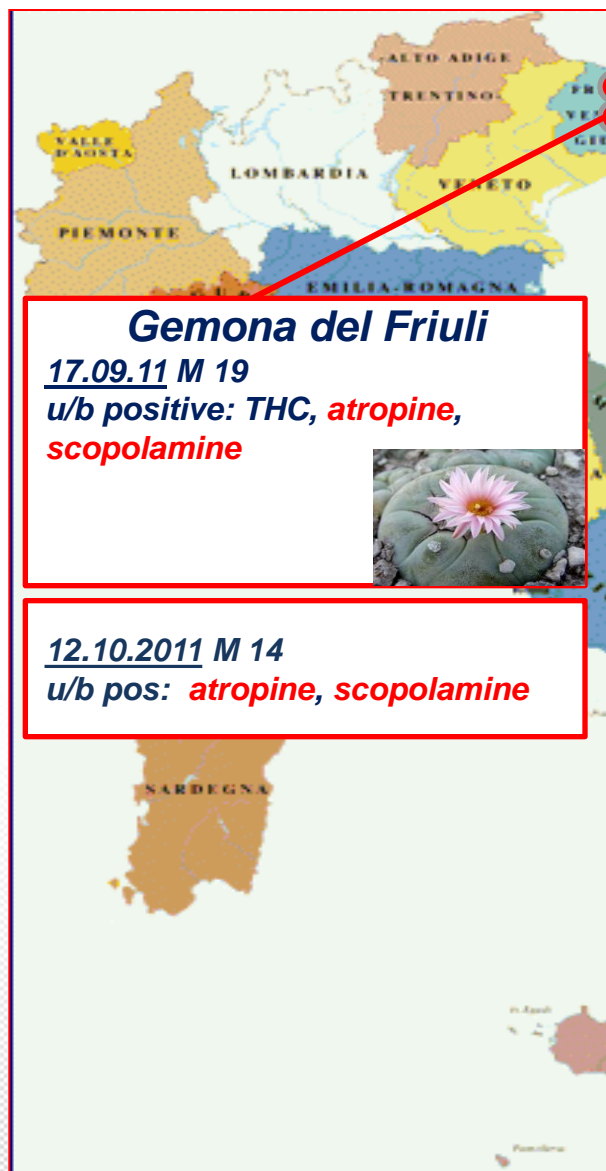 ALTO ADIGE
TRENTINO-
VALLE
D'AOSTA
LOMBARDIA
VENETO
PIEMONTE
EMILIA-ROMAGNA
Gemona del Friuli
17.09.11 M 19
u/b positive: THC, atropine,
scopolamine
12.10.2011 M 14
u/b pos: atropine, scopolamine
SARDEGNA